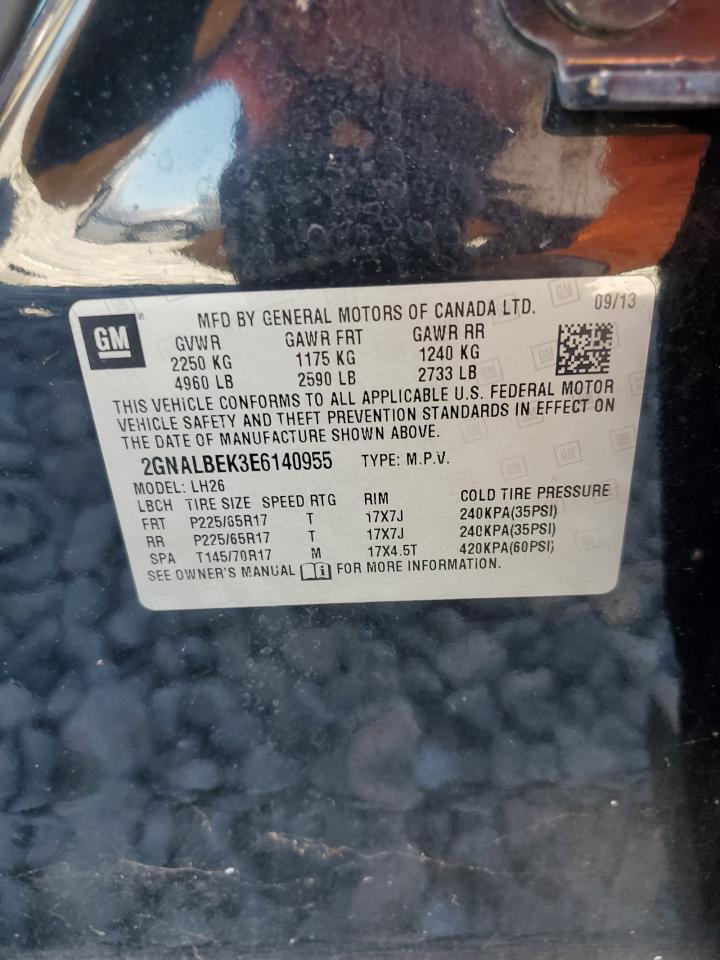 GM
MFD BY GENERAL MOTORS OF CANADA LTD. 09/13
GVWR GAWR FRT GAWR RR
2250 KG 1175 KG 1240 KG
4960 LB 2590 LB 2733 LB
THIS VEHICLE CONFORMS TO ALL APPLICABLE U.S. FEDERAL MOTOR
VEHICLE SAFETY AND THEFT PREVENTION STANDARDS IN EFFECT ON
THE DATE OF MANUFACTURE SHOWN ABOVE.
2GNALBEK3E6140955 TYPE: M.P.V.
MODEL: LH26
LBCH TIRE SIZE SPEED RTG RIM COLD TIRE PRESSURE
FRT P225/65R17 T 17X7J 240KPA(35PSI)
RR P225/65R17 T 17X7J 240KPA(35PSI)
SPA T145/70R17 M 17X4.5T 420KPA(60PSI)
SEE OWNER'S MANUAL FOR MORE INFORMATION.